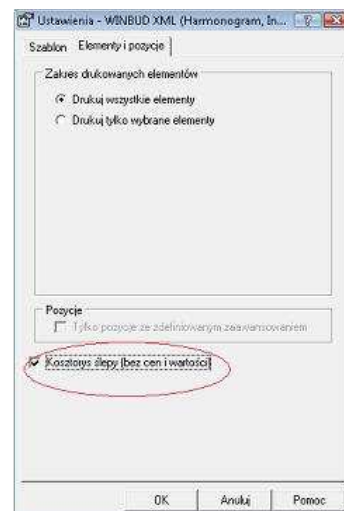 Ustawienia - WINBUD XML (Harmonogram, In...
Szablon Elementy i pozycje
Zakres drukowanych elementów
Drukuj wszystkie elementy
Drukuj tylko wybrane elementy
Pozycje
Tylko pozycje ze zdefiniowanym zaawansowaniem
Kosztorys ślepy (bez cen i wartości)
OK Anuluj Pomoc